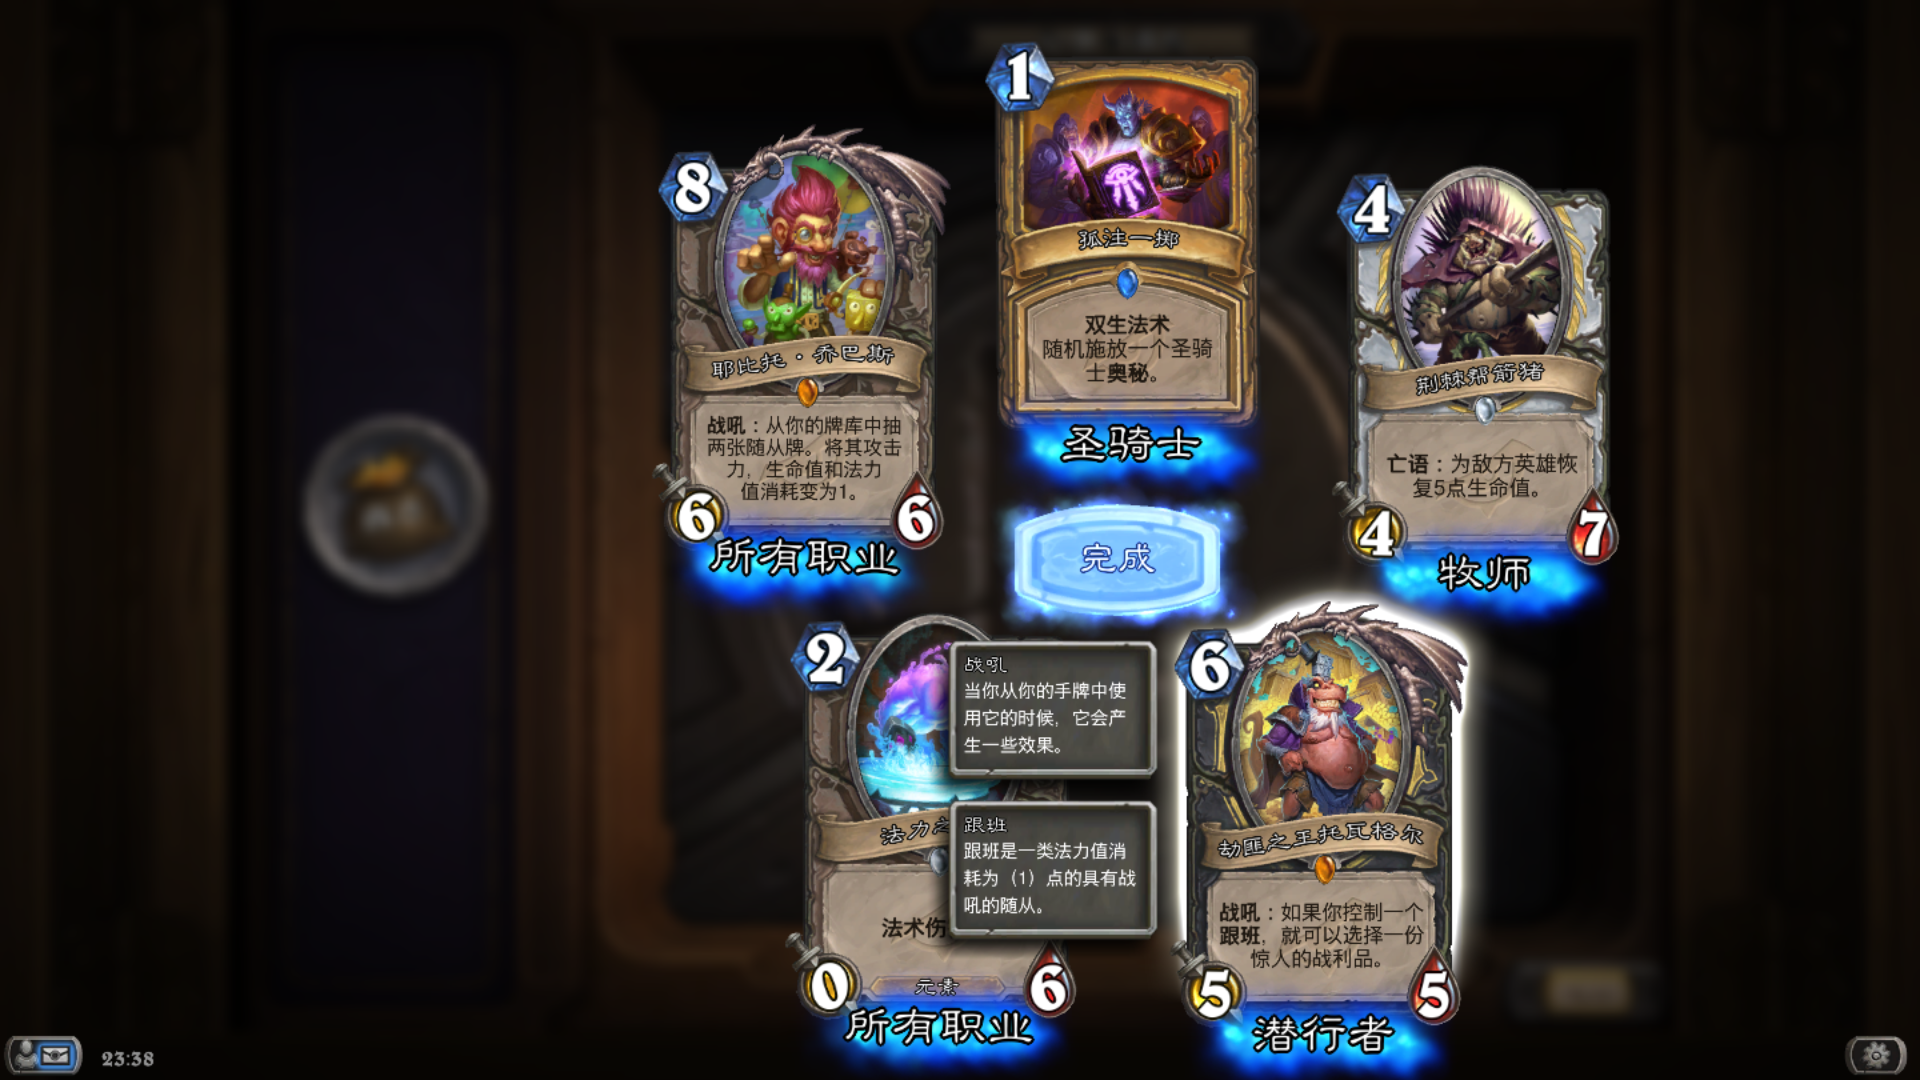 1
孤注一掷
双生法术
随机施放一个圣骑
士奥秘。
圣骑士
8
耶比托·乔巴斯
战吼：从你的牌库中抽
两张随从牌。将其攻击
力，生命值和法力
值消耗变为1。
6
6
所有职业
4
荆棘帮箭猪
亡语：为敌方英雄恢
复5点生命值。
4
7
牧师
完成
2
法力之
法术伤
0
元素
6
所有职业
战吼
当你从你的手牌中使
用它的时候，它会产
生一些效果。
跟班
跟班是一类法力值消
耗为（1）点的具有战
吼的随从。
6
劫匪之王托瓦格尔
战吼：如果你控制一个
跟班，就可以选择一份
惊人的战利品。
5
5
潜行者
23:38